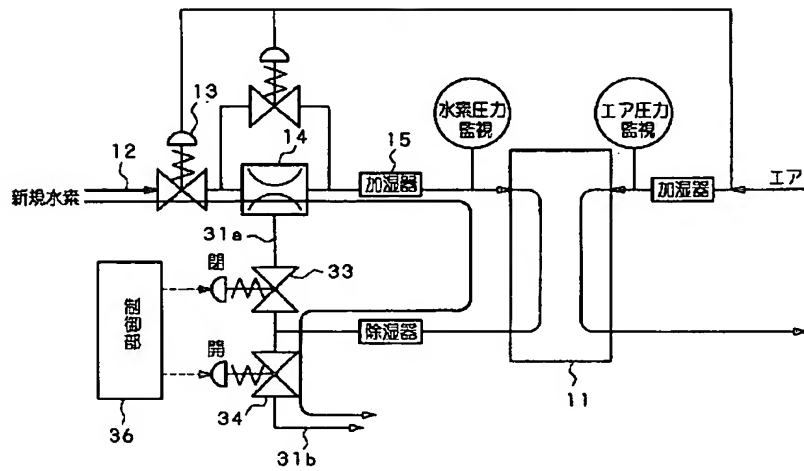 13
12
新規水素
14
15
加湿器
水素圧力
監視
エア圧力
監視
加湿器
エア
31a
閉
33
制御部
除湿器
開
34
36
31b
11